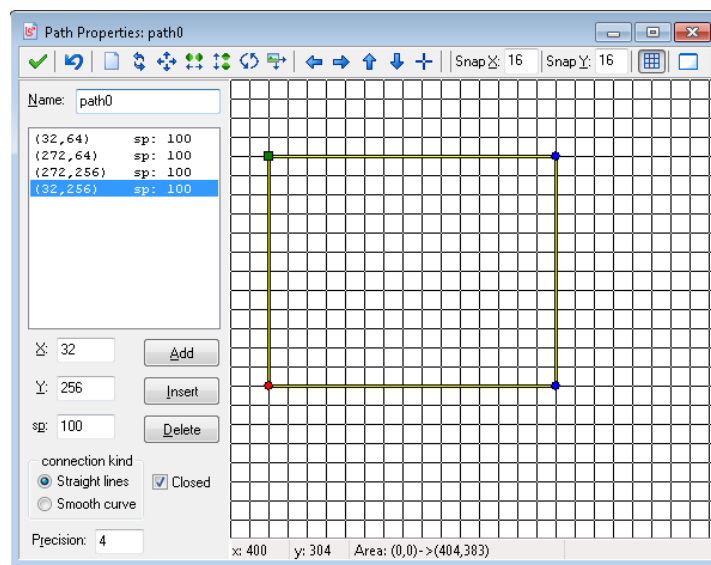 Path Properties: path0
Snap X: 16 Snap Y: 16
Name: path0
(32,64) sp: 100
(272,64) sp: 100
(272,256) sp: 100
(32,256) sp: 100
X: 32 Add
Y: 256 Insert
sp: 100 Delete
connection kind
Straight lines Closed
Smooth curve
Precision: 4
x: 400 y: 304 Area: (0,0)->(404,383)